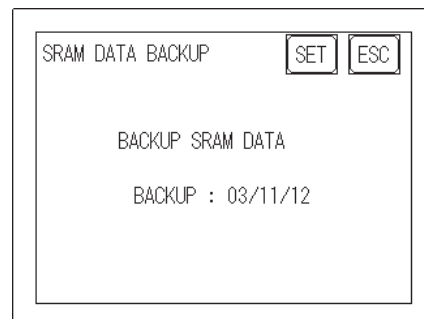 SRAM DATA BACKUP SET ESC
BACKUP SRAM DATA
BACKUP : 03/11/12